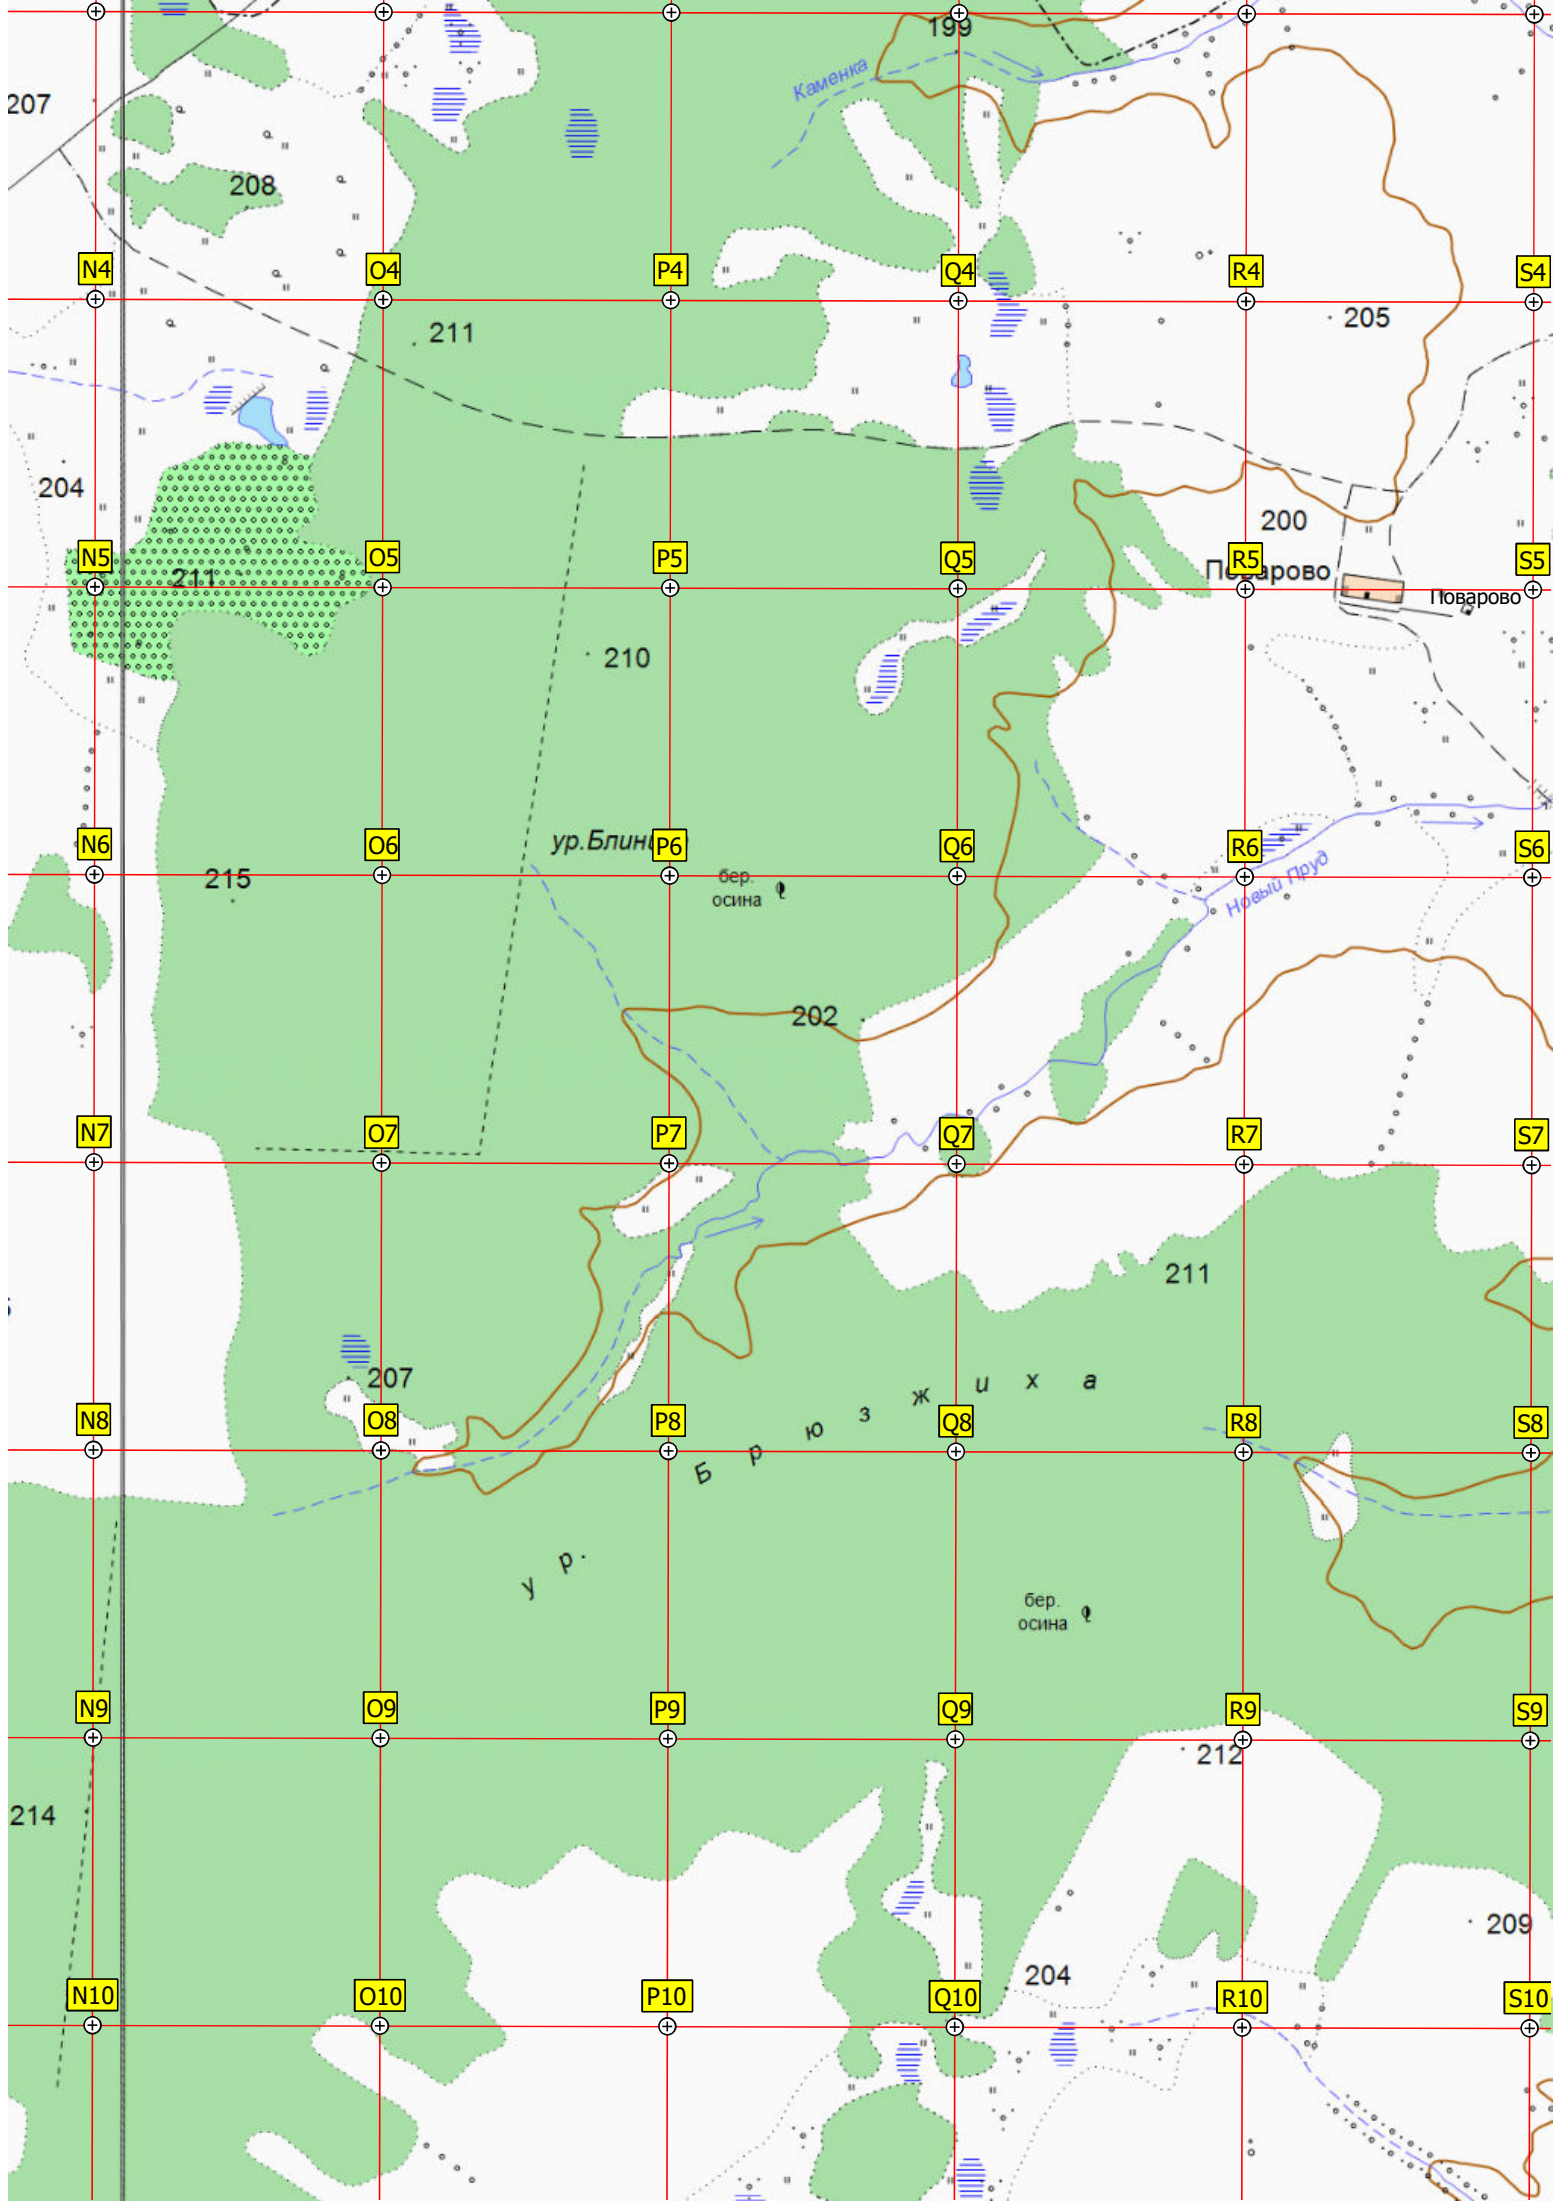 199
Каменка
207
208
N4
O4
P4
Q4
R4
S4
211
205
204
200
N5
O5
P5
Q5
R5
S5
211
Поварово
Поварово
210
N6
O6
ур.Блин
P6
Q6
R6
S6
215
бер.
осина
Новый Пруд
202
N7
O7
P7
Q7
R7
S7
211
207
ур. Брюзжиха
N8
O8
P8
Q8
R8
S8
бер.
осина
N9
O9
P9
Q9
R9
S9
212
214
209
204
N10
O10
P10
Q10
R10
S10